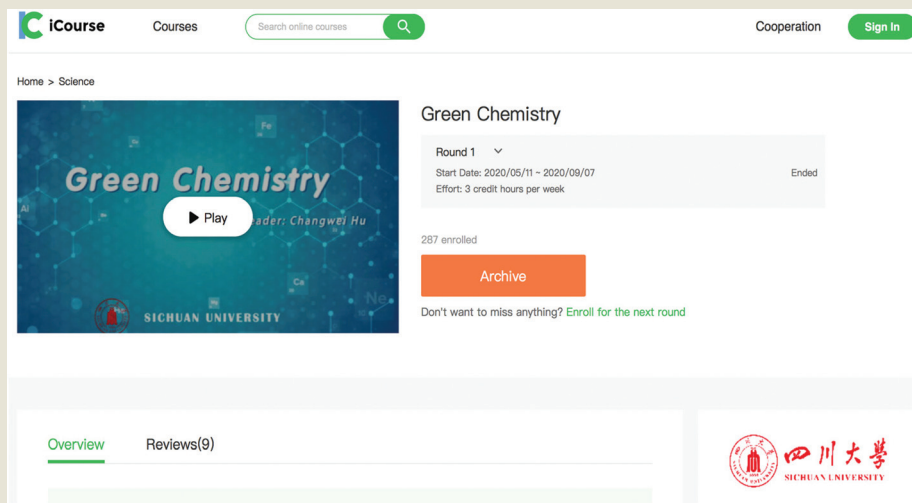 iCourse Courses Search online courses Cooperation Sign In
Home > Science
Green Chemistry
Play
ader: Changwei Hu
SICHUAN UNIVERSITY
Fe
Al
Ca
Ne
10
Green Chemistry
Round 1
Start Date: 2020/05/11 ~ 2020/09/07 Ended
Effort: 3 credit hours per week
287 enrolled
Archive
Don't want to miss anything? Enroll for the next round
Overview Reviews(9)
四川大學
SICHUAN UNIVERSITY